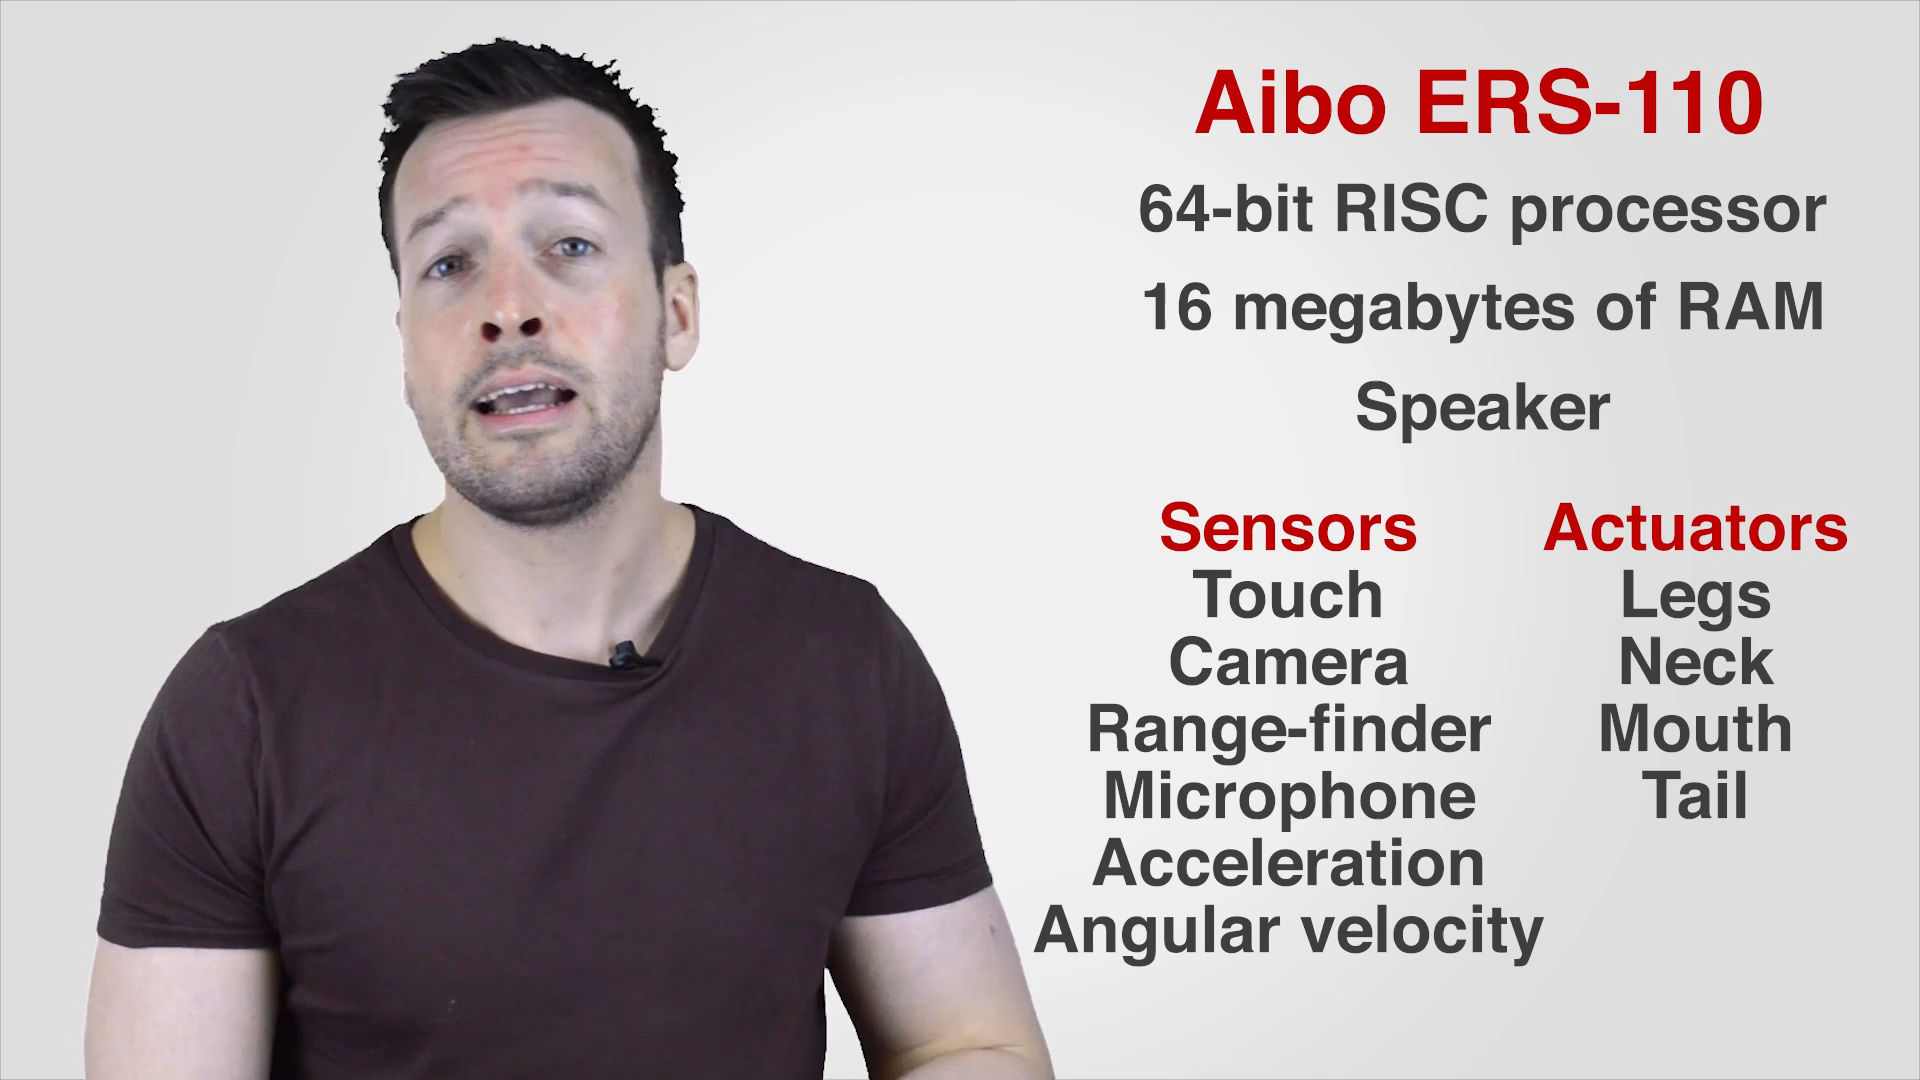 Aibo ERS-110
64-bit RISC processor
16 megabytes of RAM
Speaker
Sensors
Touch
Camera
Range-finder
Microphone
Acceleration
Angular velocity
Actuators
Legs
Neck
Mouth
Tail